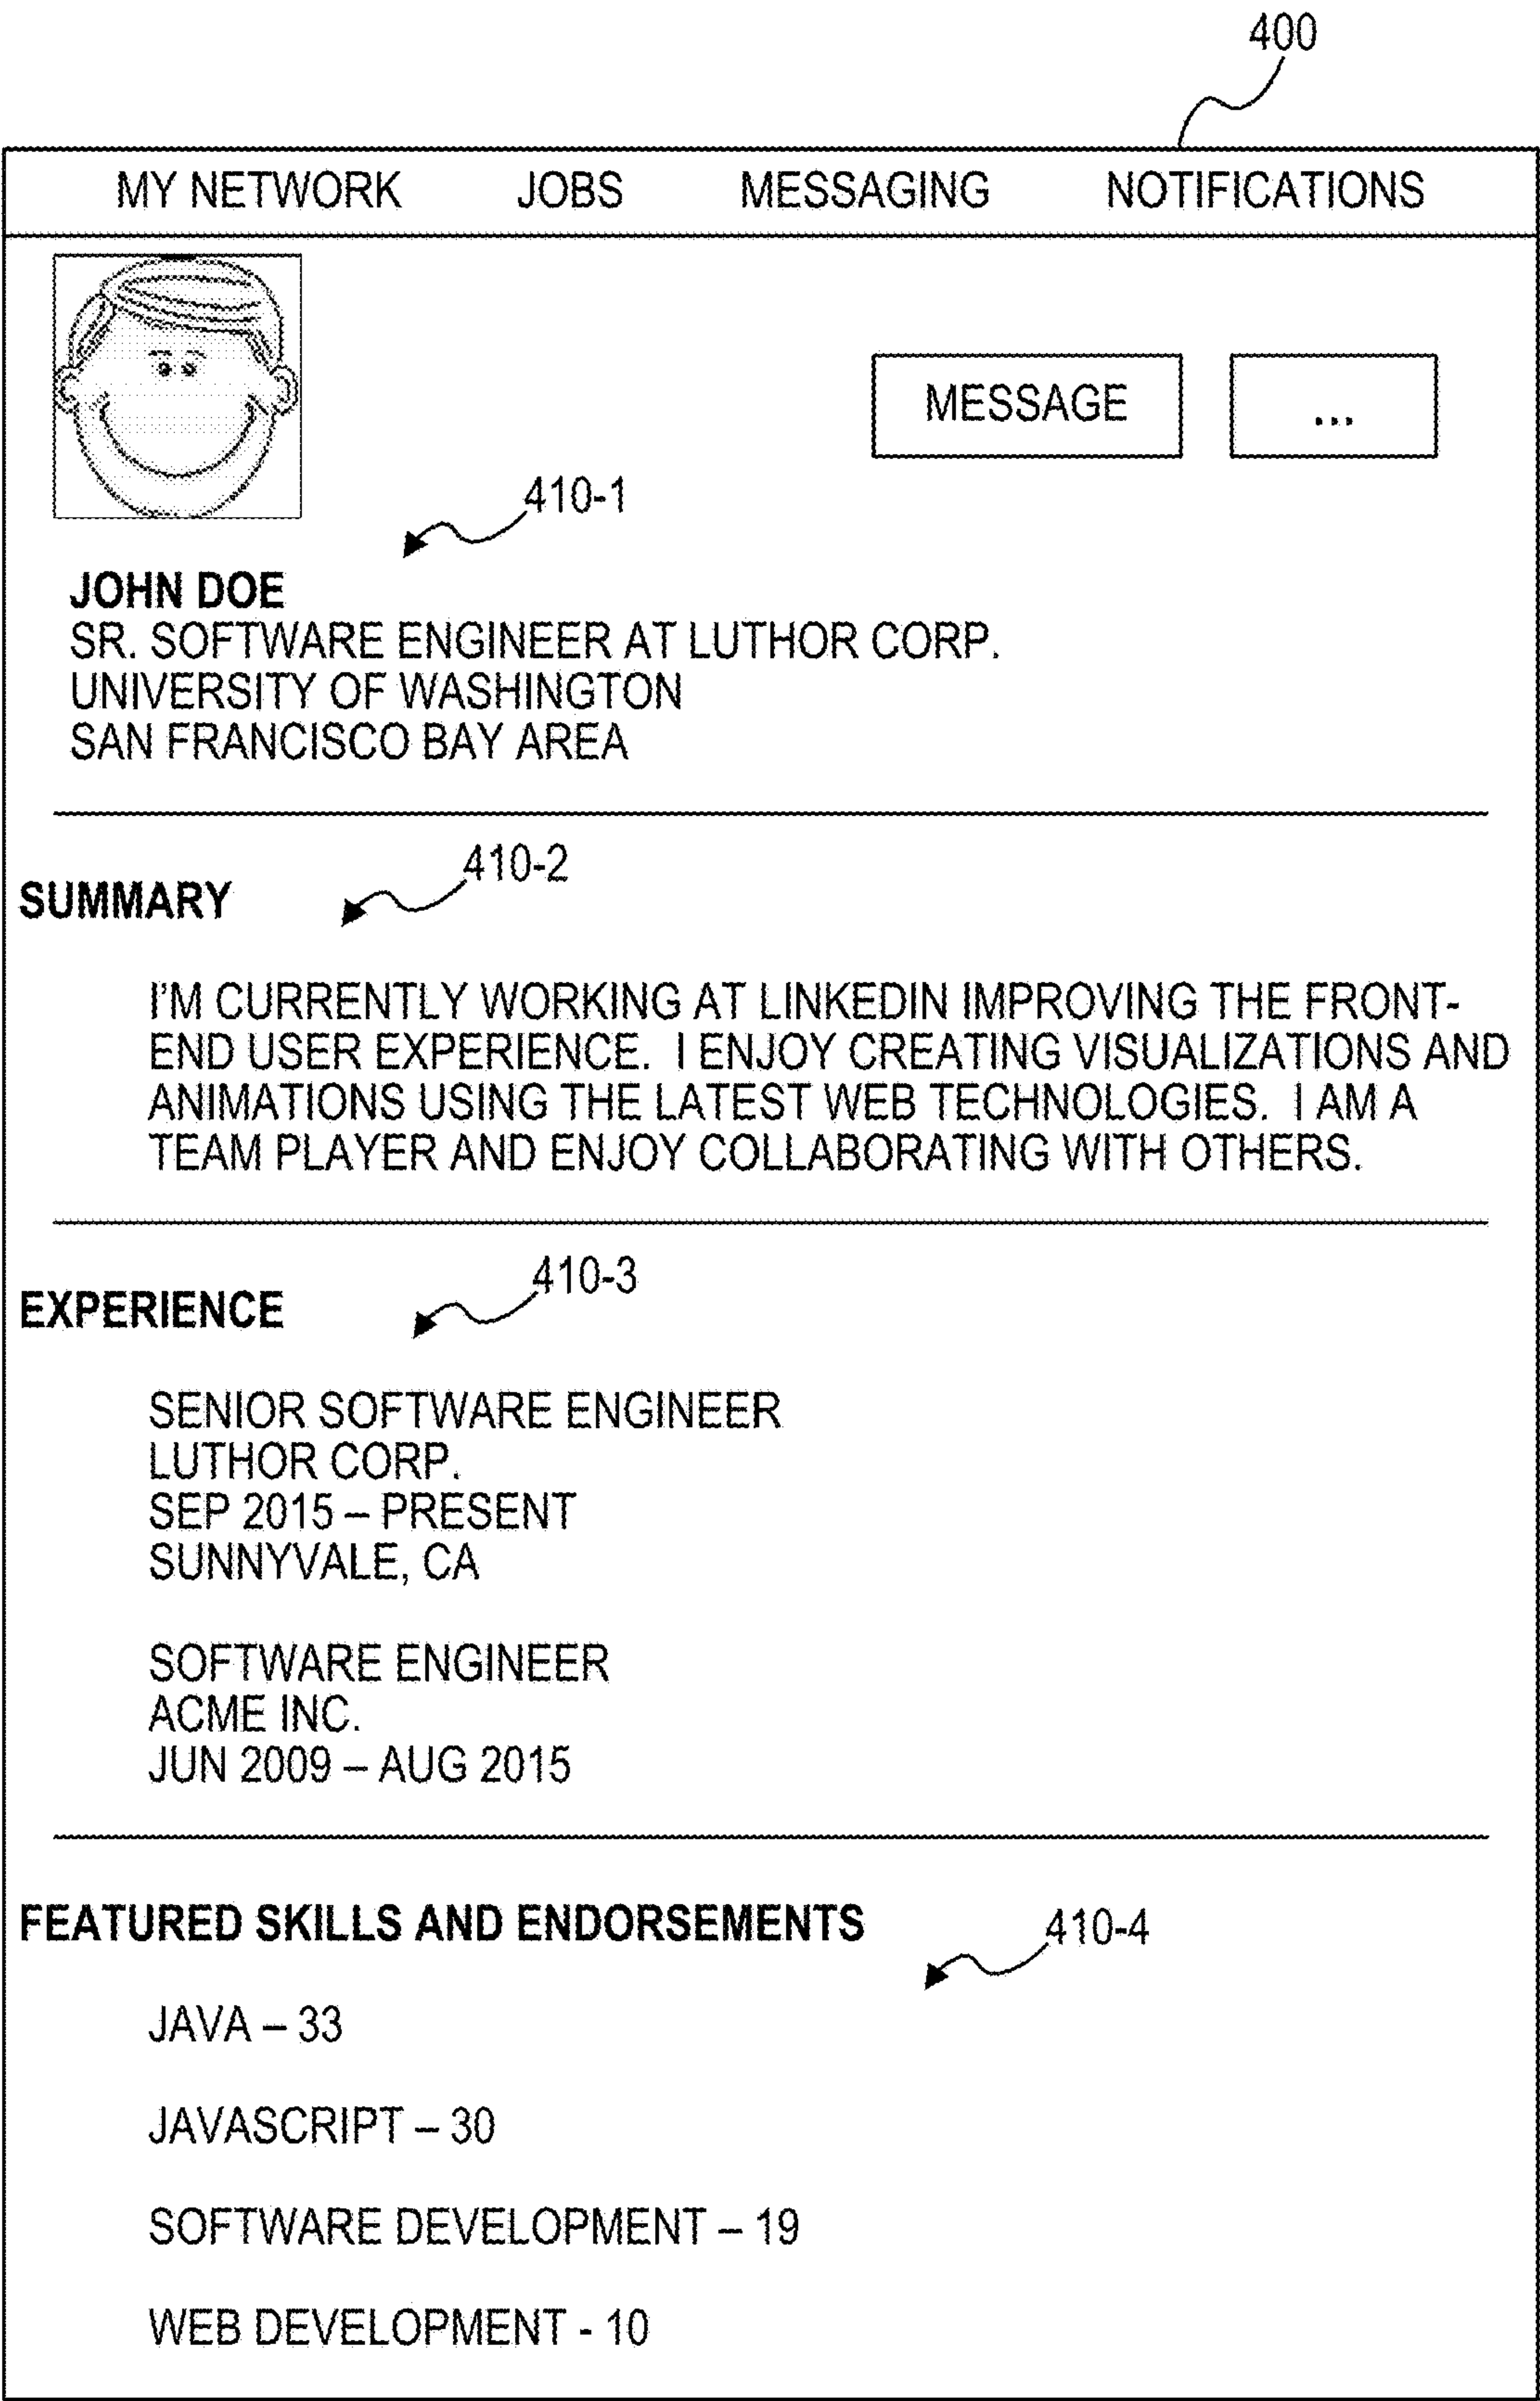 400
MY NETWORK JOBS MESSAGING NOTIFICATIONS
MESSAGE ...
410-1
JOHN DOE
SR. SOFTWARE ENGINEER AT LUTHOR CORP.
UNIVERSITY OF WASHINGTON
SAN FRANCISCO BAY AREA
410-2
SUMMARY
I'M CURRENTLY WORKING AT LINKEDIN IMPROVING THE FRONT-
END USER EXPERIENCE. I ENJOY CREATING VISUALIZATIONS AND
ANIMATIONS USING THE LATEST WEB TECHNOLOGIES. I AM A
TEAM PLAYER AND ENJOY COLLABORATING WITH OTHERS.
410-3
EXPERIENCE
SENIOR SOFTWARE ENGINEER
LUTHOR CORP.
SEP 2015 – PRESENT
SUNNYVALE, CA
SOFTWARE ENGINEER
ACME INC.
JUN 2009 – AUG 2015
FEATURED SKILLS AND ENDORSEMENTS
410-4
JAVA – 33
JAVASCRIPT – 30
SOFTWARE DEVELOPMENT – 19
WEB DEVELOPMENT - 10